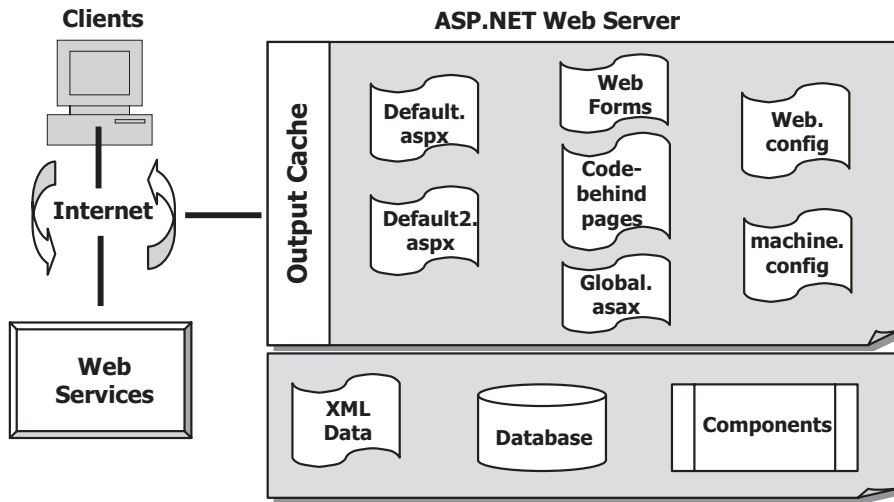 Clients
ASP.NET Web Server
Internet
Web
Services
Output Cache
Default.
aspx
Default2.
aspx
Web
Forms
Code-
behind
pages
Global.
asax
Web.
config
machine.
config
XML
Data
Database
Components